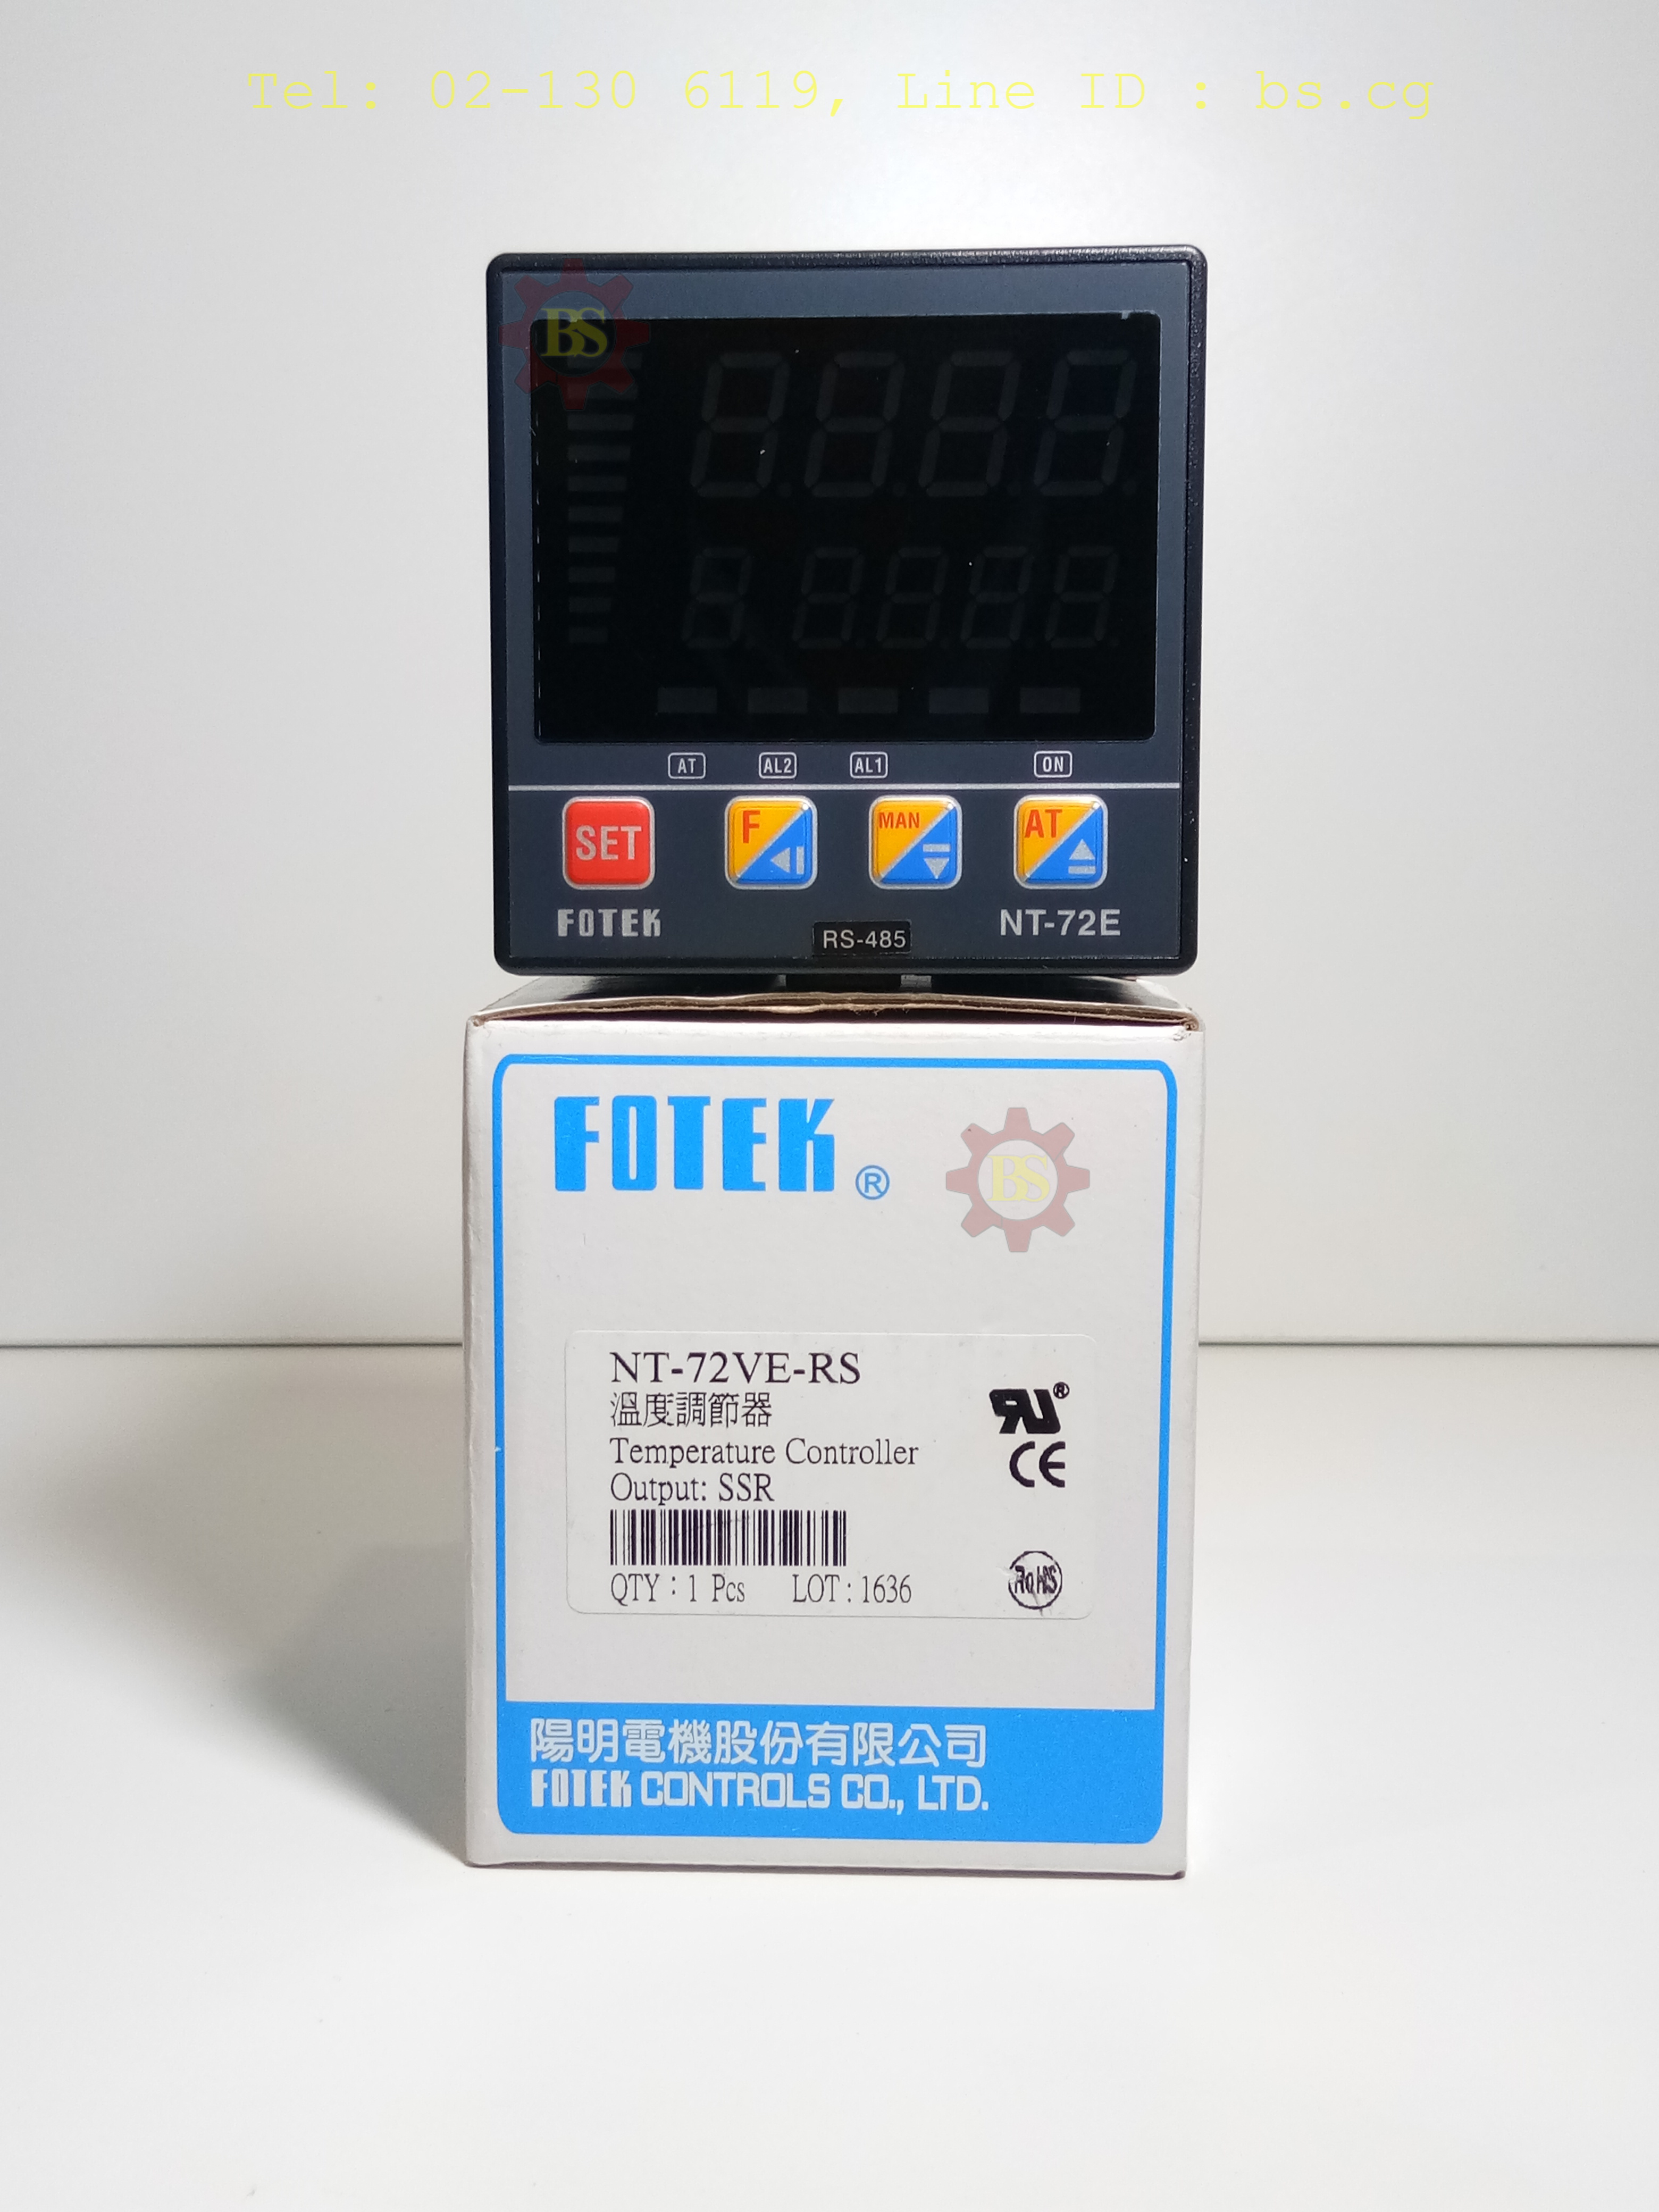 Tel: 02-130 6119, Line ID : bs.cg
BS
AT AL2 AL1 ON
SET F MAN AT
FOTEK RS-485 NT-72E
FOTEK ®
BS
NT-72VE-RS
溫度調節器
Temperature Controller
Output: SSR
QTY : 1 Pcs LOT : 1636
RU ®
CE
RoHS
陽明電機股份有限公司
FOTEK CONTROLS CO., LTD.